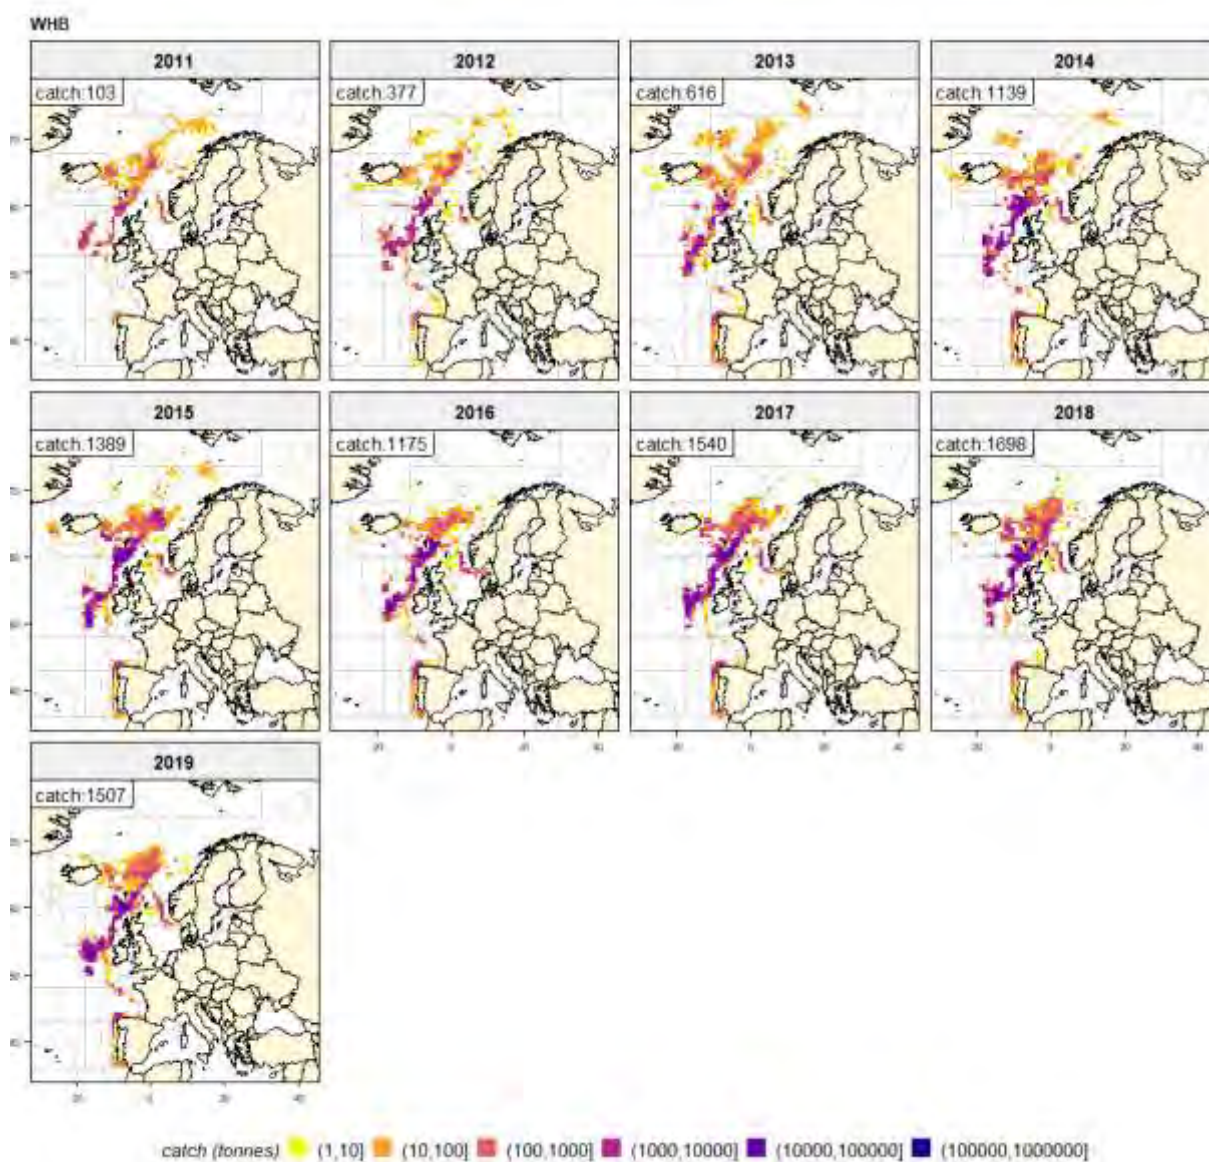 WHB
2011 2012 2013 2014
catch:103 catch:377 catch:616 catch:1139
2015 2016 2017 2018
catch:1389 catch:1175 catch:1540 catch:1698
2019
catch:1507
catch (tonnes) (1,10] (10,100] (100,1000] (1000,10000] (10000,100000] (100000,1000000]